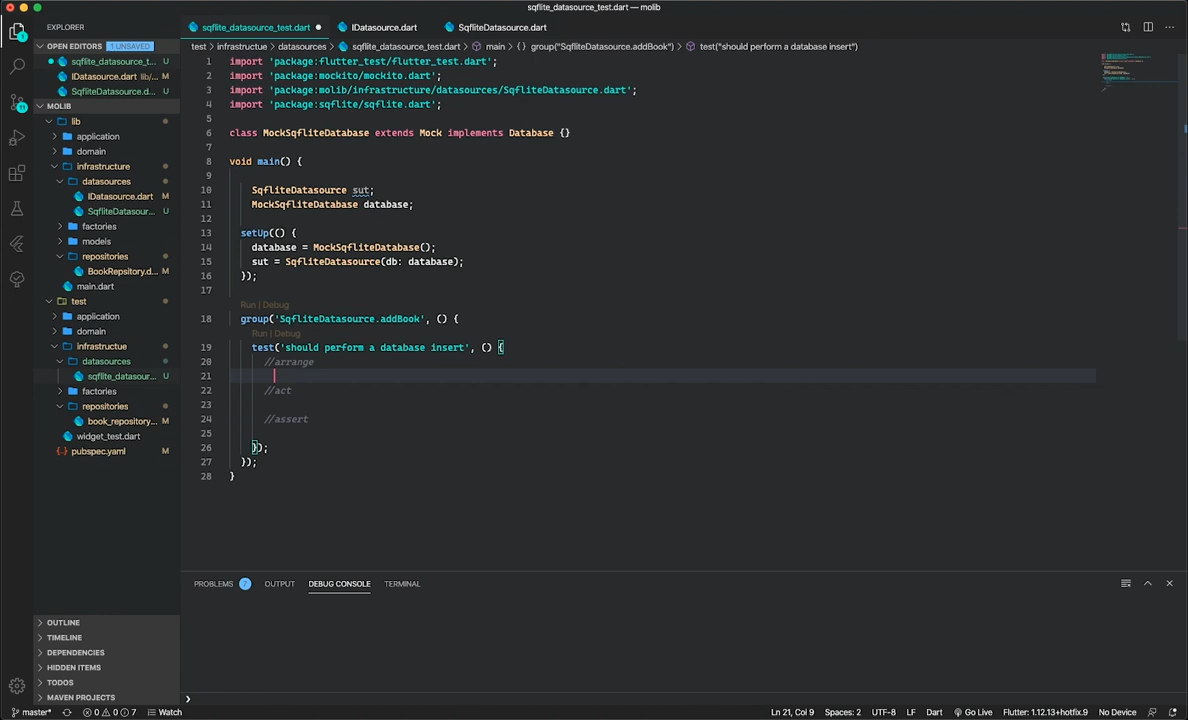 sqflite_datasource_test.dart — molib
EXPLORER
sqflite_datasource_test.dart
IDatasource.dart
SqfliteDatasource.dart
OPEN EDITORS 1 UNSAVED
test › infrastructue › datasources › sqflite_datasource_test.dart › main › group("SqfliteDatasource.addBook") › test("should perform a database insert")
sqflite_datasource_t... U
IDatasource.dart lib/... M
SqfliteDatasource.d... U
MOLIB
lib
application
domain
infrastructure
datasources
IDatasource.dart M
SqfliteDatasour... U
factories
models
repositories
BookRepsitory.d... M
main.dart
test
application
domain
infrastructue
datasources
sqflite_datasour... U
factories
repositories
book_repository... M
widget_test.dart
pubspec.yaml M
OUTLINE
TIMELINE
DEPENDENCIES
HIDDEN ITEMS
TODOS
MAVEN PROJECTS
1 import 'package:flutter_test/flutter_test.dart';
2 import 'package:mockito/mockito.dart';
3 import 'package:molib/infrastructure/datasources/SqfliteDatasource.dart';
4 import 'package:sqflite/sqflite.dart';
5
6 class MockSqfliteDatabase extends Mock implements Database {}
7
8 void main() {
9
10 SqfliteDatasource sut;
11 MockSqfliteDatabase database;
12
13 setUp(() {
14 database = MockSqfliteDatabase();
15 sut = SqfliteDatasource(db: database);
16 });
17
Run | Debug
18 group('SqfliteDatasource.addBook', () {
Run | Debug
19 test('should perform a database insert', () {
20 //arrange
21
22 //act
23
24 //assert
25
26 });
27 });
28 }
PROBLEMS 7 OUTPUT DEBUG CONSOLE TERMINAL
master* 0 0 7 Watch Ln 21, Col 9 Spaces: 2 UTF-8 LF Dart Go Live Flutter: 1.12.13+hotfix.9 No Device